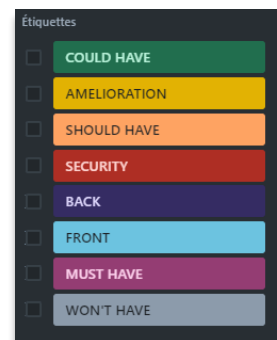 Étiquettes
COULD HAVE
AMELIORATION
SHOULD HAVE
SECURITY
BACK
FRONT
MUST HAVE
WON'T HAVE